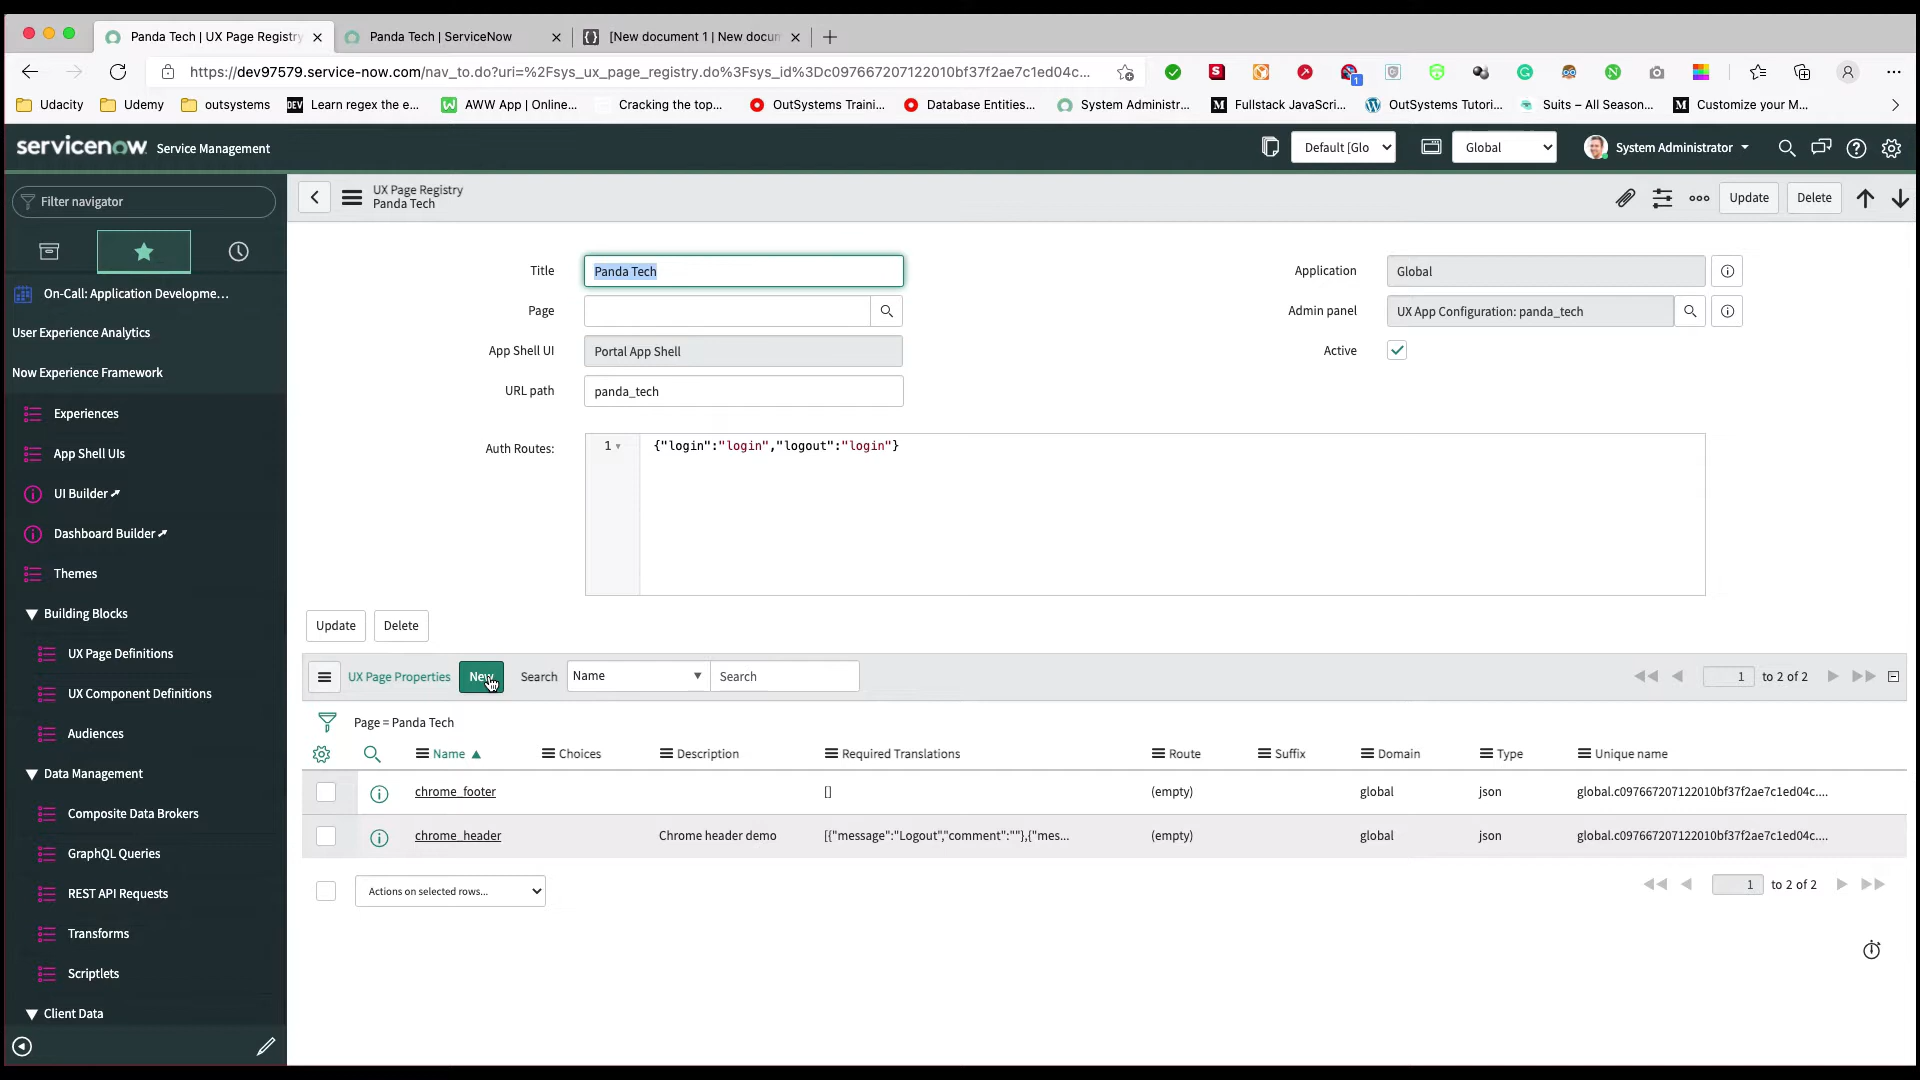 Panda Tech | UX Page Registry
Panda Tech | ServiceNow
[New document 1 | New docun
https://dev97579.service-now.com/nav_to.do?uri=%2Fsys_ux_page_registry.do%3Fsys_id%3Dc097667207122010bf37f2ae7c1ed04c...
1
Udacity
Udemy
outsystems
DEV Learn regex the e...
AWW App | Online...
Cracking the top...
OutSystems Traini...
Database Entities...
System Administr...
Fullstack JavaScri...
OutSystems Tutori...
Suits – All Season...
Customize your M...
servicenow Service Management
Default [Glo
Global
System Administrator
Filter navigator
UX Page Registry
Panda Tech
Update
Delete
On-Call: Application Developme...
User Experience Analytics
Now Experience Framework
Experiences
App Shell UIs
UI Builder
Dashboard Builder
Themes
Building Blocks
UX Page Definitions
UX Component Definitions
Audiences
Data Management
Composite Data Brokers
GraphQL Queries
REST API Requests
Transforms
Scriptlets
Client Data
Title Panda Tech
Application Global
Page
Admin panel UX App Configuration: panda_tech
App Shell UI Portal App Shell
Active
URL path panda_tech
Auth Routes:
1 {"login":"login","logout":"login"}
Update Delete
UX Page Properties New Search Name Search 1 to 2 of 2
Page = Panda Tech
Name Choices Description Required Translations Route Suffix Domain Type Unique name
chrome_footer [] (empty) global json global.c097667207122010bf37f2ae7c1ed04c....
chrome_header Chrome header demo [{"message":"Logout","comment":""},{"mes... (empty) global json global.c097667207122010bf37f2ae7c1ed04c....
Actions on selected rows... 1 to 2 of 2